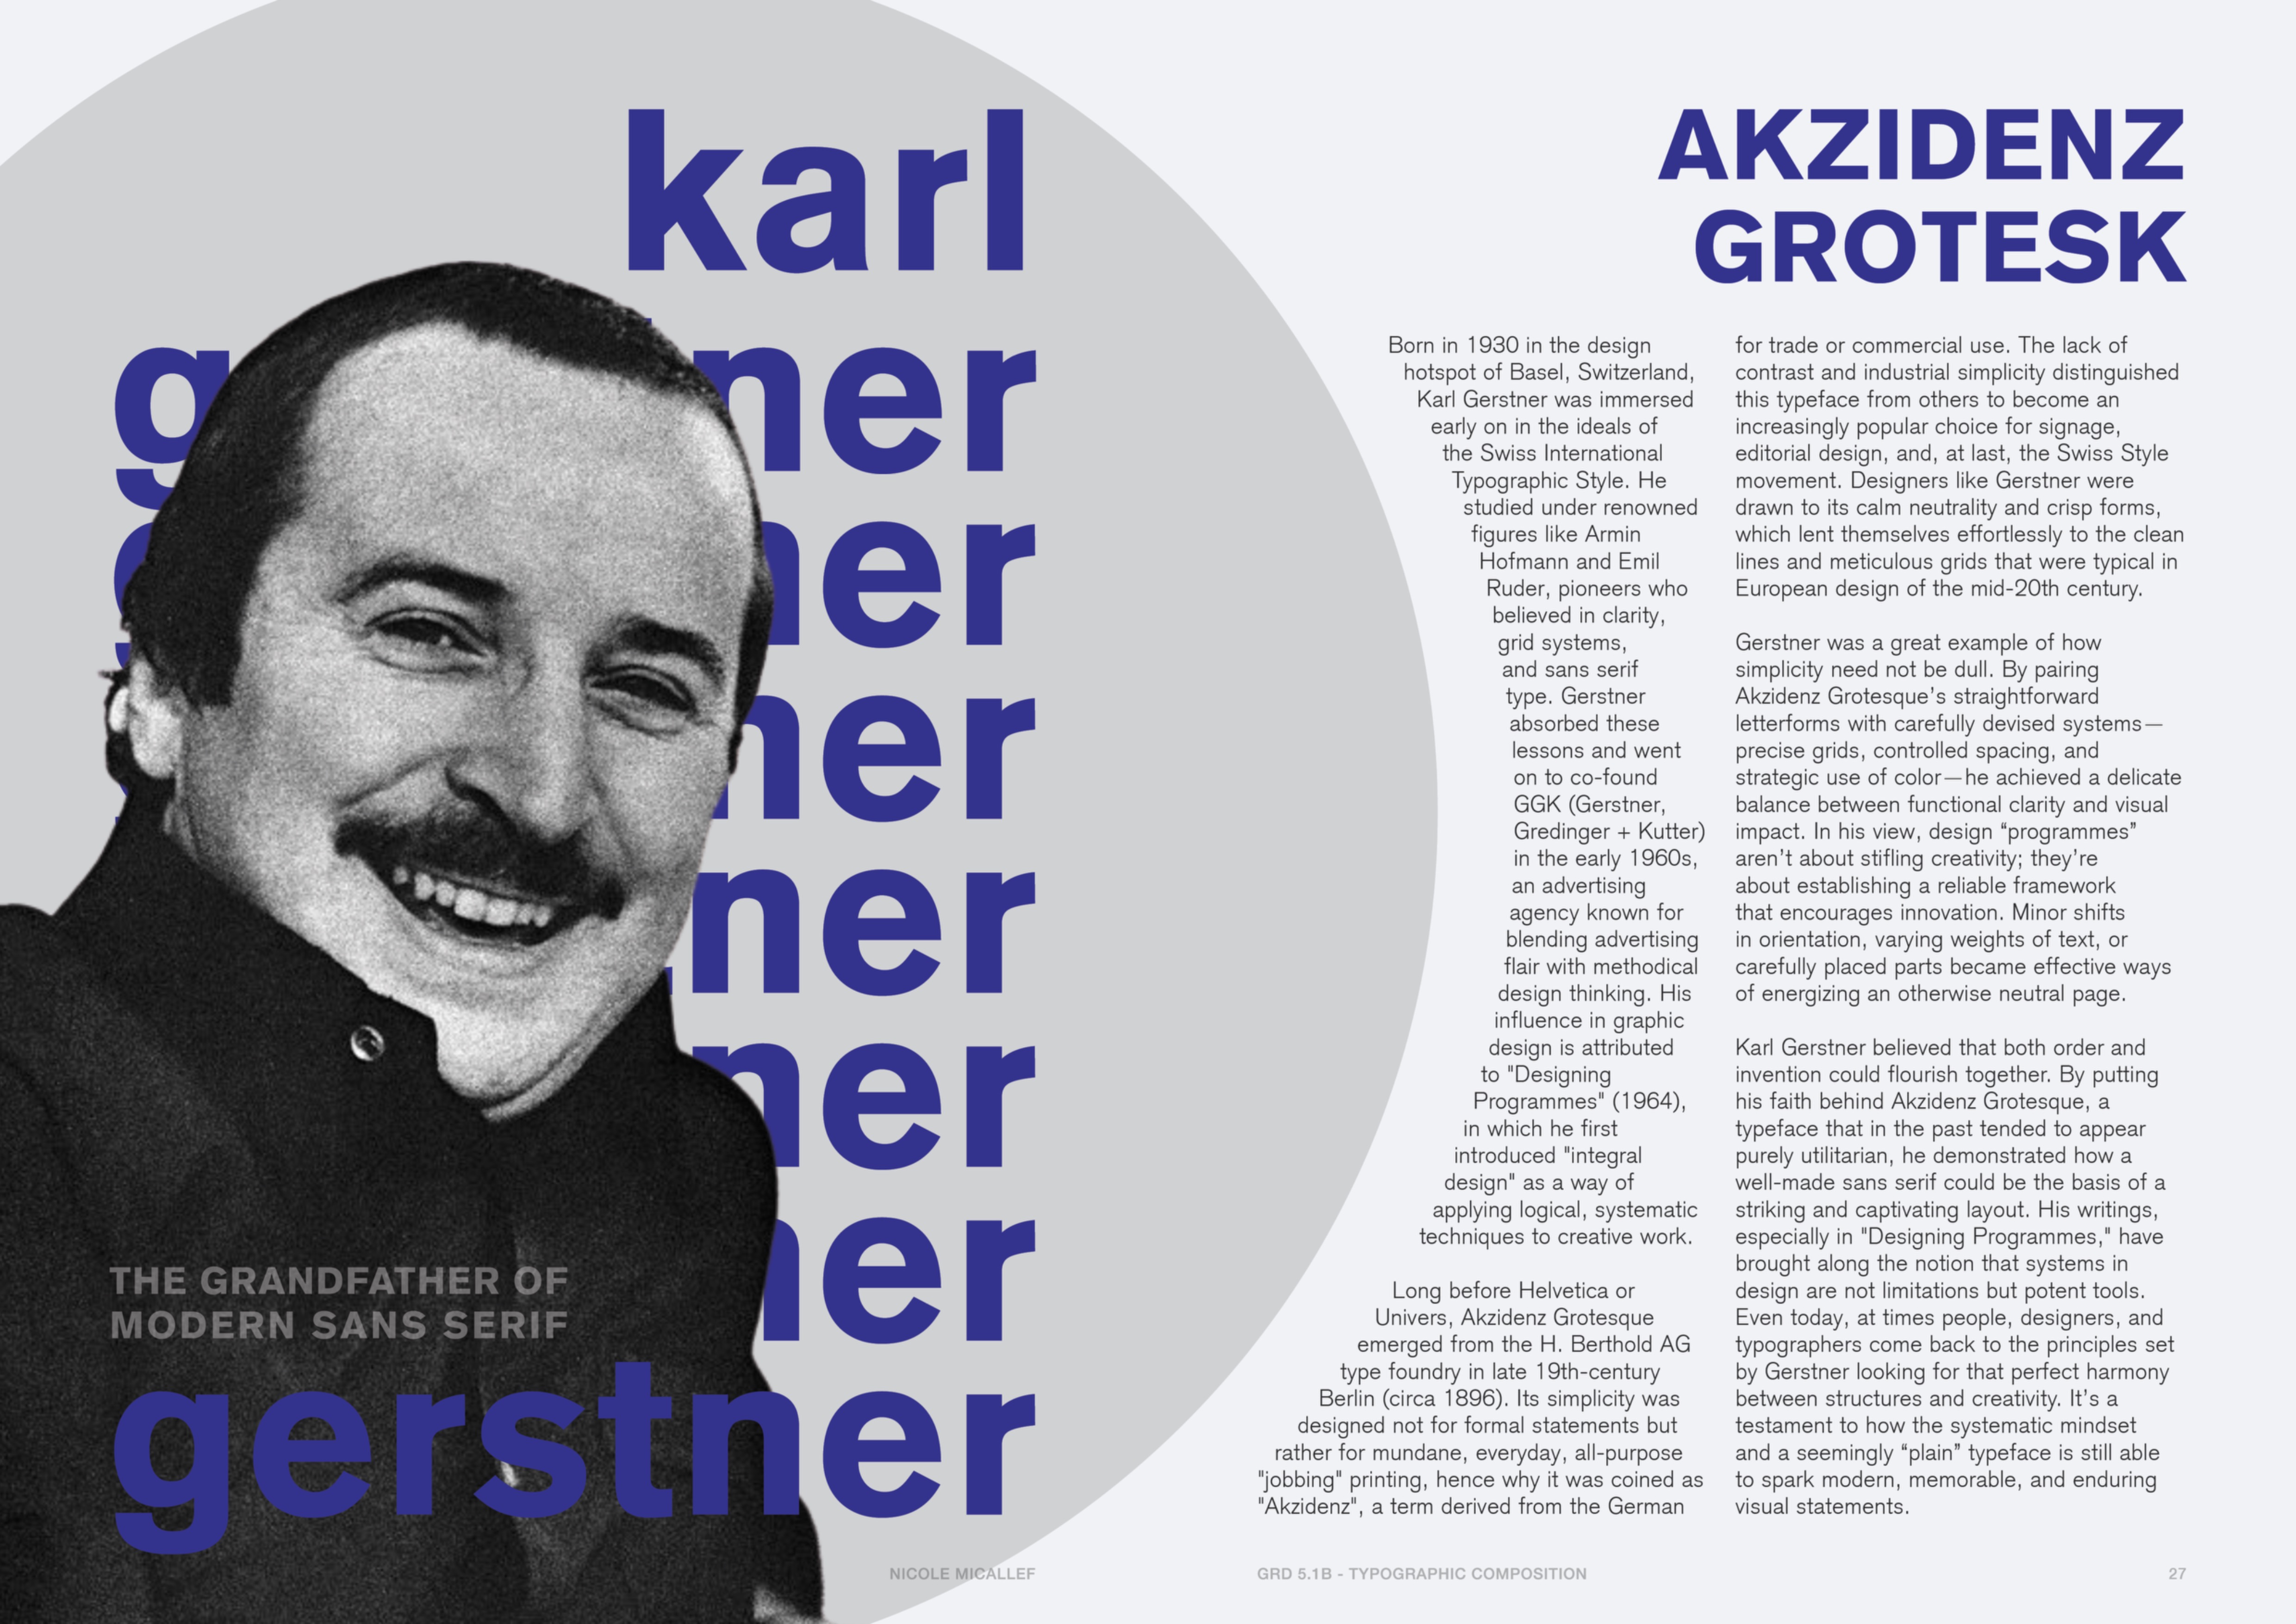 karl
g ner
ner
ner
ner
ner
ner
THE GRANDFATHER OF
MODERN SANS SERIF
gerstner
NICOLE MICALLEF
AKZIDENZ
GROTESK
Born in 1930 in the design
hotspot of Basel, Switzerland,
Karl Gerstner was immersed
early on in the ideals of
the Swiss International
Typographic Style. He
studied under renowned
figures like Armin
Hofmann and Emil
Ruder, pioneers who
believed in clarity,
grid systems,
and sans serif
type. Gerstner
absorbed these
lessons and went
on to co-found
GGK (Gerstner,
Gredinger + Kutter)
in the early 1960s,
an advertising
agency known for
blending advertising
flair with methodical
design thinking. His
influence in graphic
design is attributed
to "Designing
Programmes" (1964),
in which he first
introduced "integral
design" as a way of
applying logical, systematic
techniques to creative work.
Long before Helvetica or
Univers, Akzidenz Grotesque
emerged from the H. Berthold AG
type foundry in late 19th-century
Berlin (circa 1896). Its simplicity was
designed not for formal statements but
rather for mundane, everyday, all-purpose
"jobbing" printing, hence why it was coined as
"Akzidenz", a term derived from the German
for trade or commercial use. The lack of
contrast and industrial simplicity distinguished
this typeface from others to become an
increasingly popular choice for signage,
editorial design, and, at last, the Swiss Style
movement. Designers like Gerstner were
drawn to its calm neutrality and crisp forms,
which lent themselves effortlessly to the clean
lines and meticulous grids that were typical in
European design of the mid-20th century.
Gerstner was a great example of how
simplicity need not be dull. By pairing
Akzidenz Grotesque’s straightforward
letterforms with carefully devised systems—
precise grids, controlled spacing, and
strategic use of color—he achieved a delicate
balance between functional clarity and visual
impact. In his view, design “programmes”
aren’t about stifling creativity; they’re
about establishing a reliable framework
that encourages innovation. Minor shifts
in orientation, varying weights of text, or
carefully placed parts became effective ways
of energizing an otherwise neutral page.
Karl Gerstner believed that both order and
invention could flourish together. By putting
his faith behind Akzidenz Grotesque, a
typeface that in the past tended to appear
purely utilitarian, he demonstrated how a
well-made sans serif could be the basis of a
striking and captivating layout. His writings,
especially in "Designing Programmes," have
brought along the notion that systems in
design are not limitations but potent tools.
Even today, at times people, designers, and
typographers come back to the principles set
by Gerstner looking for that perfect harmony
between structures and creativity. It’s a
testament to how the systematic mindset
and a seemingly “plain” typeface is still able
to spark modern, memorable, and enduring
visual statements.
GRD 5.1B - TYPOGRAPHIC COMPOSITION
27